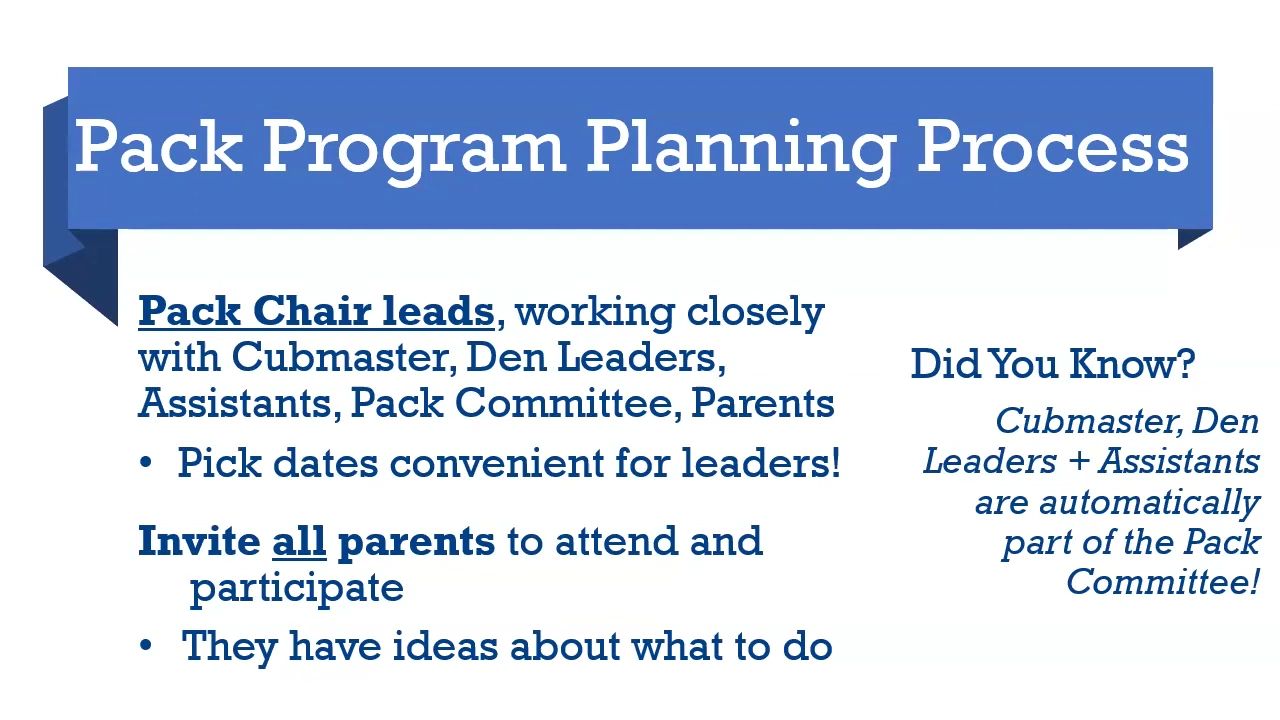 Pack Program Planning Process
Pack Chair leads, working closely
with Cubmaster, Den Leaders,
Assistants, Pack Committee, Parents
• Pick dates convenient for leaders!
Invite all parents to attend and
participate
• They have ideas about what to do
Did You Know?
Cubmaster, Den
Leaders + Assistants
are automatically
part of the Pack
Committee!